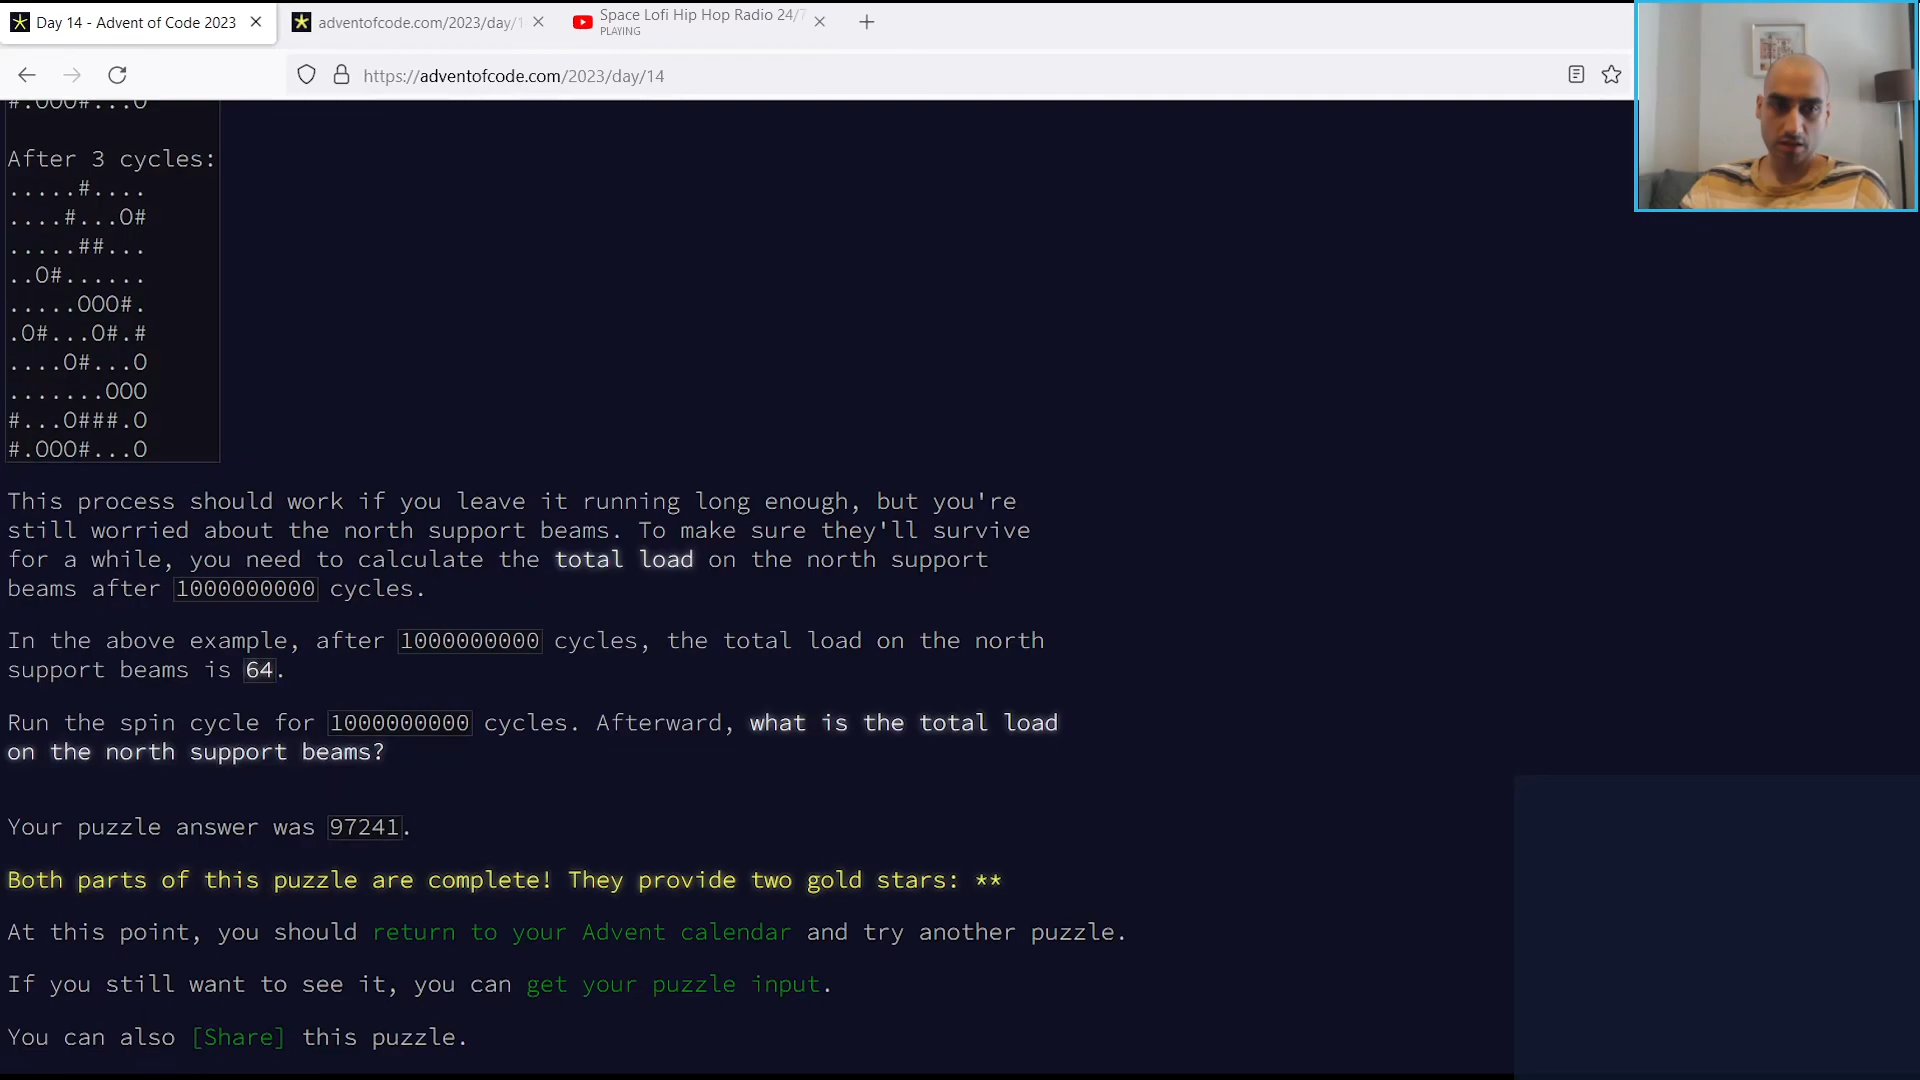 Day 14 - Advent of Code 2023
adventofcode.com/2023/day/1
Space Lofi Hip Hop Radio 24/7
PLAYING
https://adventofcode.com/2023/day/14
#.OOO#...O
After 3 cycles:
.....#....
....#...O#
.....##...
..O#......
.....OOO#.
.O#...O#.#
....O#...O
.......OOO
#...O###.O
#.OOO#...O
This process should work if you leave it running long enough, but you're
still worried about the north support beams. To make sure they'll survive
for a while, you need to calculate the total load on the north support
beams after 1000000000 cycles.
In the above example, after 1000000000 cycles, the total load on the north
support beams is 64.
Run the spin cycle for 1000000000 cycles. Afterward, what is the total load
on the north support beams?
Your puzzle answer was 97241.
Both parts of this puzzle are complete! They provide two gold stars: **
At this point, you should return to your Advent calendar and try another puzzle.
If you still want to see it, you can get your puzzle input.
You can also [Share] this puzzle.